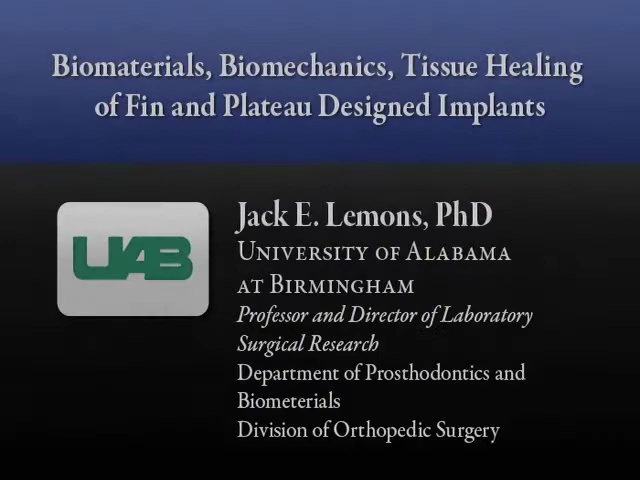 Biomaterials, Biomechanics, Tissue Healing
of Fin and Plateau Designed Implants
UAB
Jack E. Lemons, PhD
University of Alabama
at Birmingham
Professor and Director of Laboratory
Surgical Research
Department of Prosthodontics and
Biometerials
Division of Orthopedic Surgery